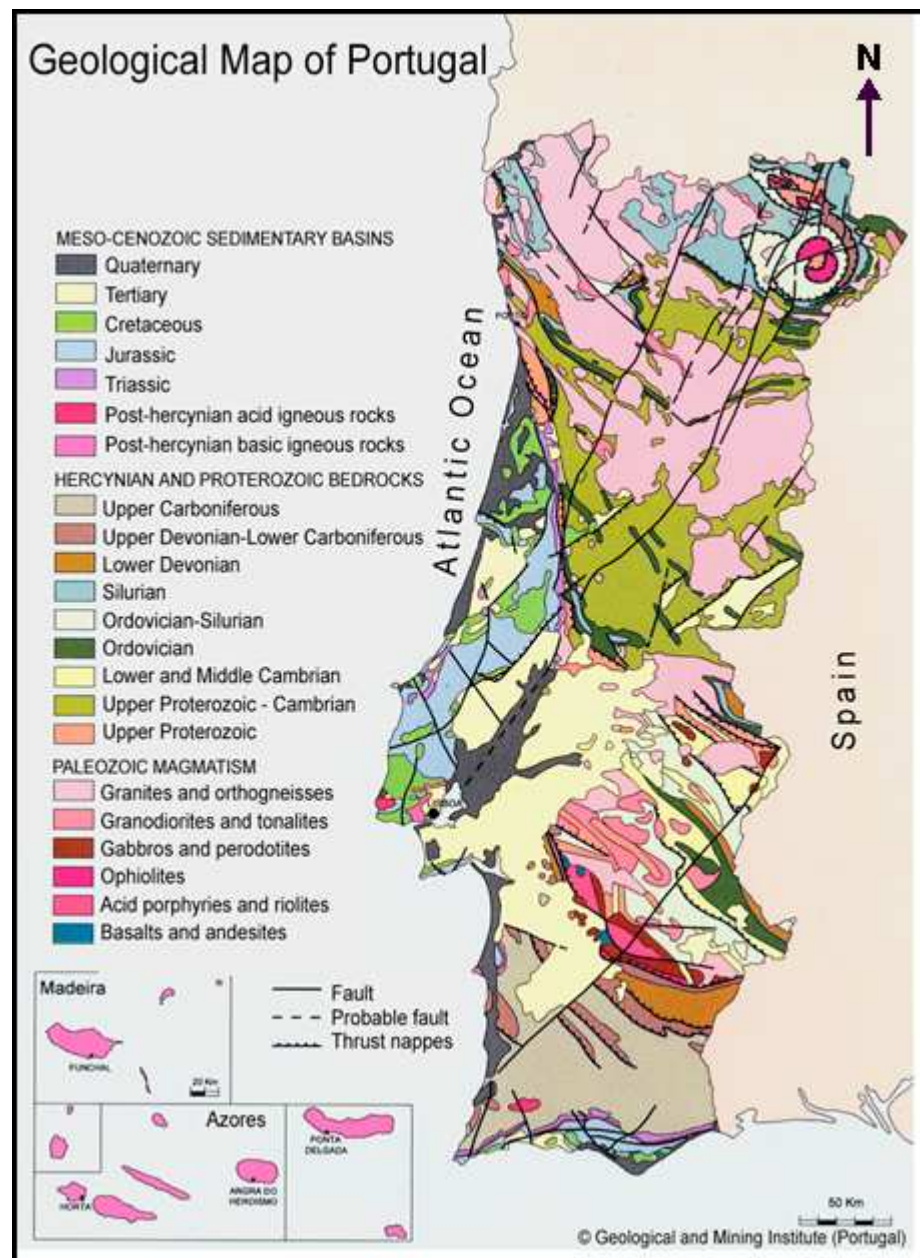 Geological Map of Portugal
N
MESO-CENOZOIC SEDIMENTARY BASINS
Quaternary
Tertiary
Cretaceous
Jurassic
Triassic
Post-hercynian acid igneous rocks
Post-hercynian basic igneous rocks
HERCYNIAN AND PROTEROZOIC BEDROCKS
Upper Carboniferous
Upper Devonian-Lower Carboniferous
Lower Devonian
Silurian
Ordovician-Silurian
Ordovician
Lower and Middle Cambrian
Upper Proterozoic - Cambrian
Upper Proterozoic
PALEOZOIC MAGMATISM
Granites and orthogneisses
Granodiorites and tonalites
Gabbros and perodotites
Ophiolites
Acid porphyries and riolites
Basalts and andesites
Atlantic Ocean
Spain
Fault
Probable fault
Thrust nappes
Madeira
FUNCHAL
20 Km
Azores
PONTA
DELGADA
HORTA
ANGRA DO
HEROISMO
50 Km
© Geological and Mining Institute (Portugal)